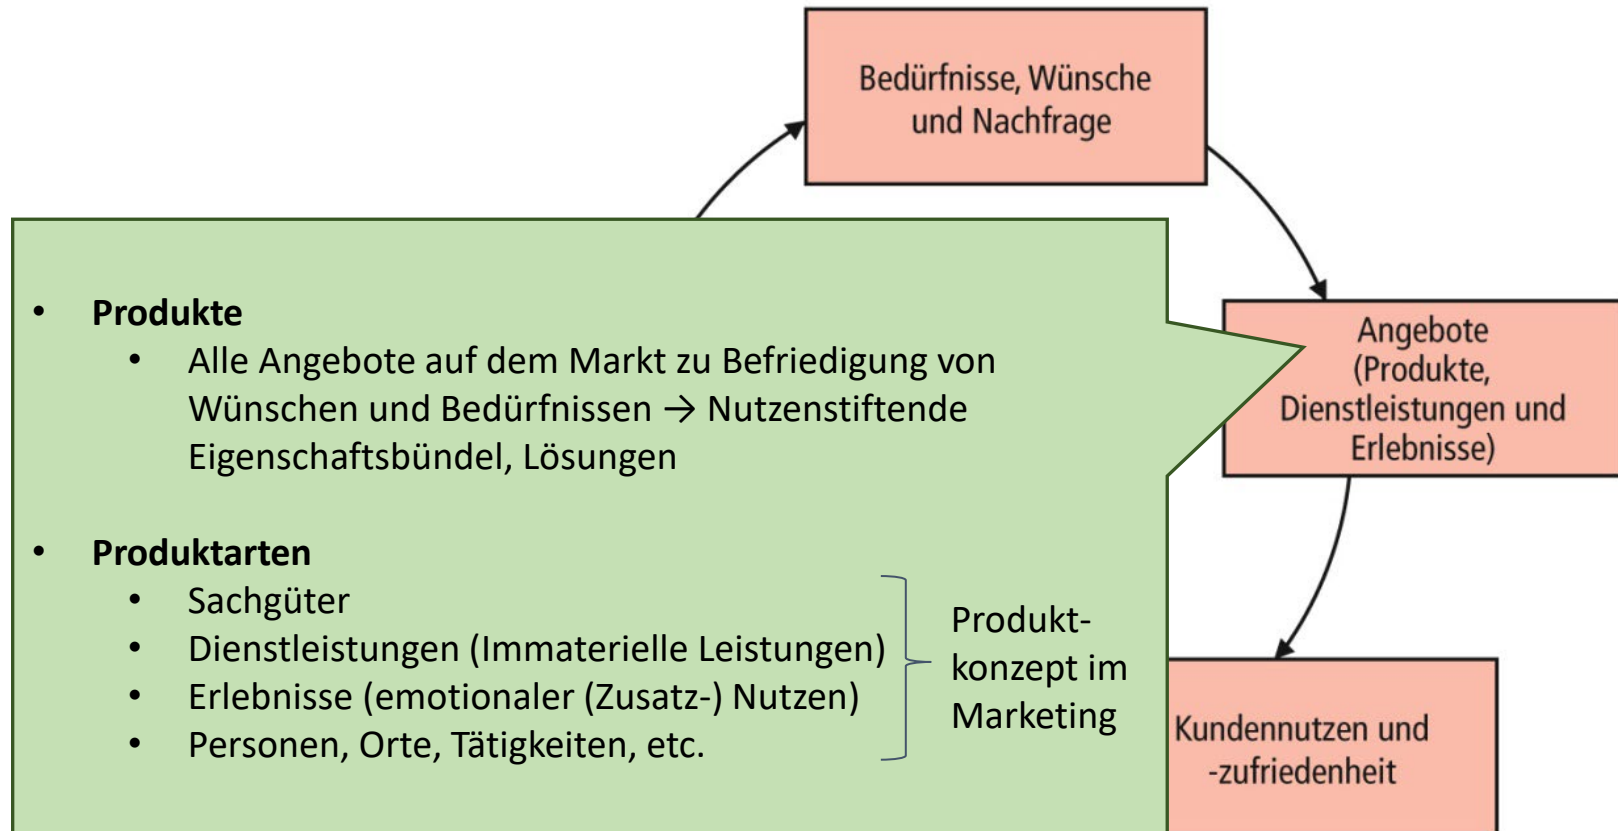 Bedürfnisse, Wünsche
und Nachfrage
• Produkte
• Alle Angebote auf dem Markt zu Befriedigung von
Wünschen und Bedürfnissen → Nutzenstiftende
Eigenschaftsbündel, Lösungen
• Produktarten
• Sachgüter
• Dienstleistungen (Immaterielle Leistungen)
• Erlebnisse (emotionaler (Zusatz-) Nutzen)
• Personen, Orte, Tätigkeiten, etc.
Produkt-
konzept im
Marketing
Angebote
(Produkte,
Dienstleistungen und
Erlebnisse)
Kundennutzen und
-zufriedenheit